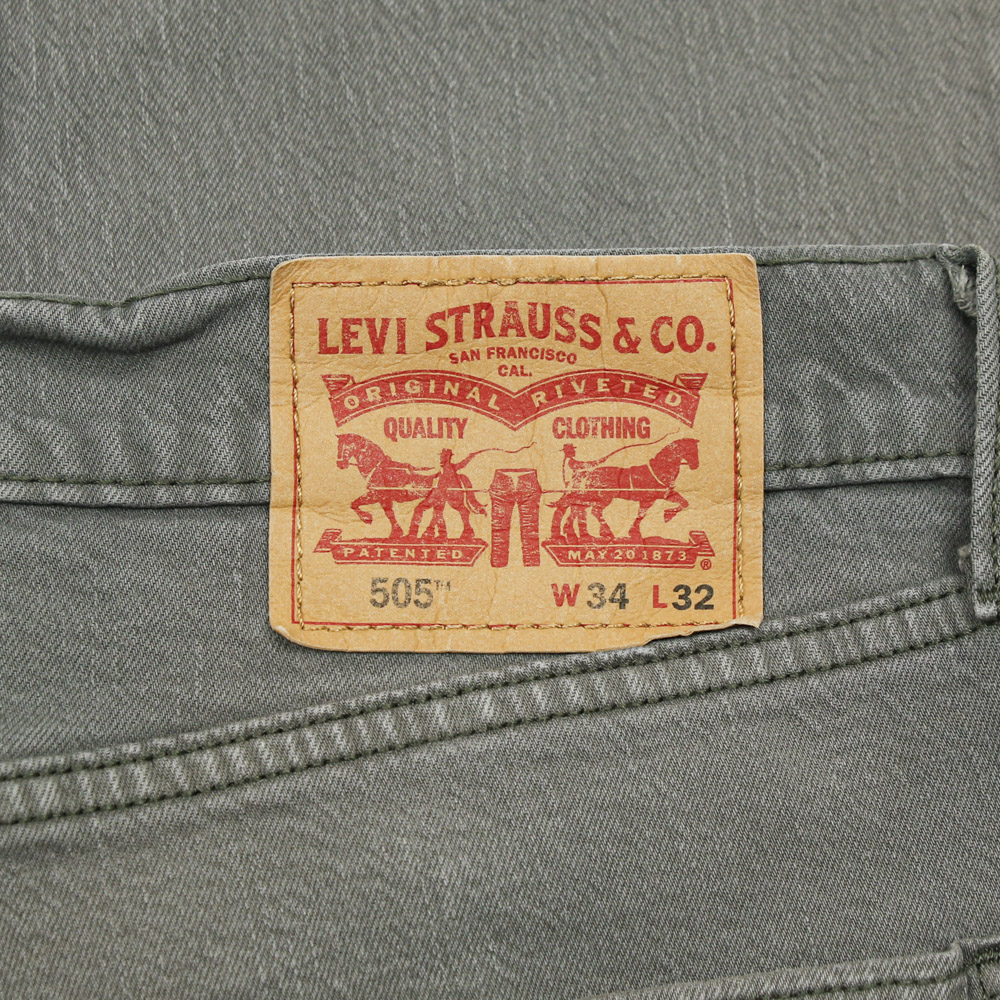 LEVI STRAUSS & CO.
SAN FRANCISCO
CAL.
ORIGINAL RIVETED
QUALITY CLOTHING
PATENTED MAY 20 1873 ®
505™ W 34 L 32